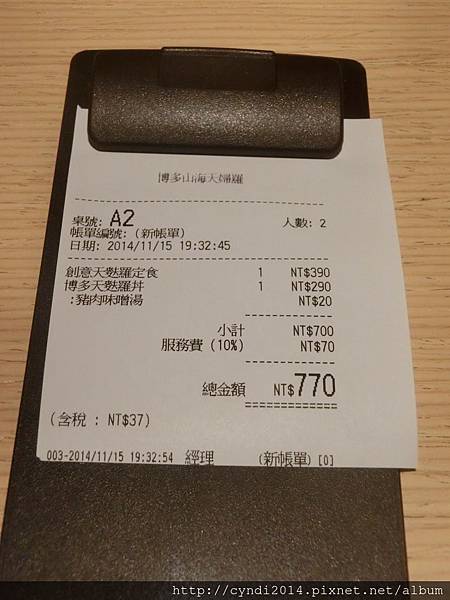 博多山海天婦羅
桌號: A2 人數: 2
帳單編號: (新帳單)
日期: 2014/11/15 19:32:45
創意天麩羅定食 1 NT$390
博多天麩羅丼 1 NT$290
:豬肉味噌湯 NT$20
小計 NT$700
服務費 (10%) NT$70
總金額 NT$770
(含稅 : NT$37)
003-2014/11/15 19:32:54 經理 (新帳單) [0]
http://cyndi2014.pixnet.net/album